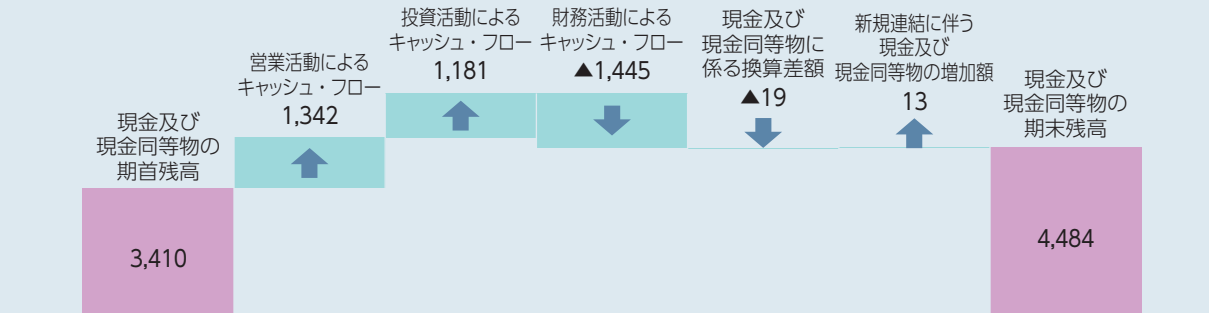 現金及び
現金同等物の
期首残高
3,410
営業活動による
キャッシュ・フロー
1,342
投資活動による
キャッシュ・フロー
1,181
財務活動による
キャッシュ・フロー
▲1,445
現金及び
現金同等物に
係る換算差額
▲19
新規連結に伴う
現金及び
現金同等物の増加額
13
現金及び
現金同等物の
期末残高
4,484